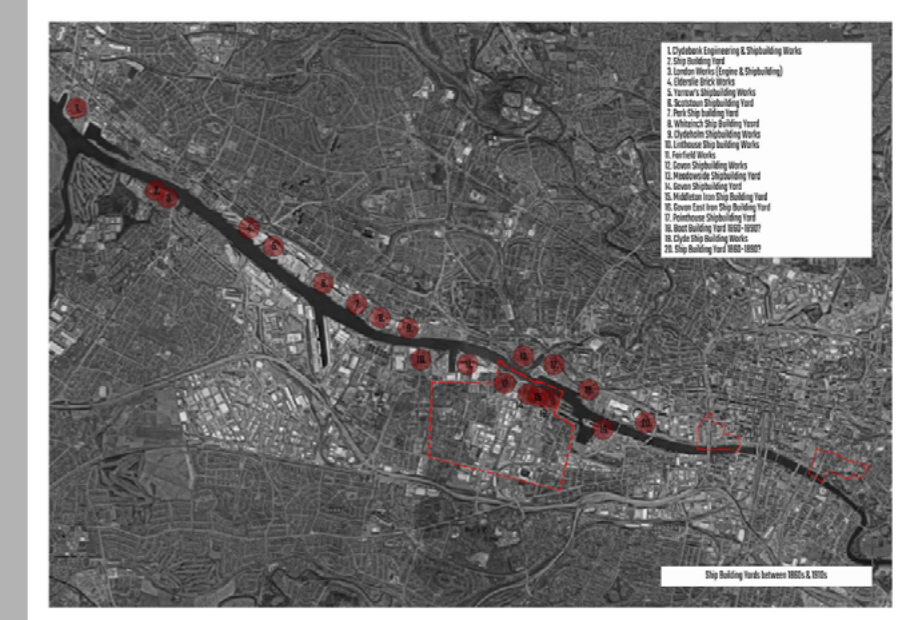 1. Clydebank Engineering & Shipbuilding Works
2. Ship Building Yard
3. London Works (Engine & Shipbuilding)
4. Elderslie Brick Works
5. Yarrow's Shipbuilding Works
6. Scotstoun Shipbuilding Yard
7. Park Ship building Yard
8. Whiteinch Ship Building Yard
9. Clydeholm Shipbuilding Works
10. Linthouse Ship building Works
11. Fairfield Works
12. Govan Shipbuilding Works
13. Meadowside Shipbuilding Yard
14. Govan Shipbuilding Yard
15. Middleton Iron Ship Building Yard
16. Govan East Iron Ship Building Yard
17. Pointhouse Shipbuilding Yard
18. Boat Building Yard 1860-1890?
19. Clyde Ship Building Works
20. Ship Building Yard 1860-1890?
1.
Ship Building Yards between 1860s & 1910s